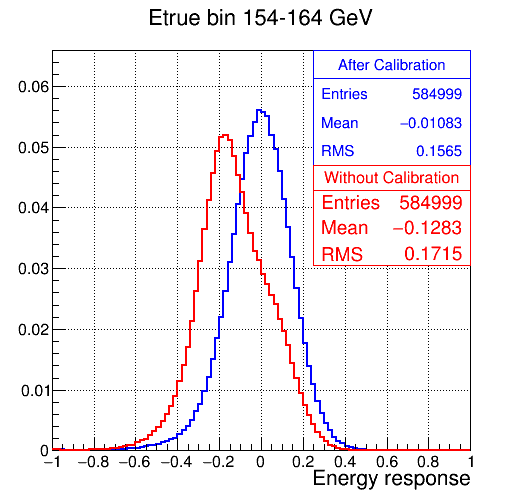 Etrue bin 154-164 GeV
After Calibration
Entries 584999
Mean −0.01083
RMS 0.1565
Without Calibration
Entries 584999
Mean −0.1283
RMS 0.1715
0.06
0.05
0.04
0.03
0.02
0.01
0
−1 −0.8 −0.6 −0.4 −0.2 0 0.2 0.4 0.6 0.8 1
Energy response